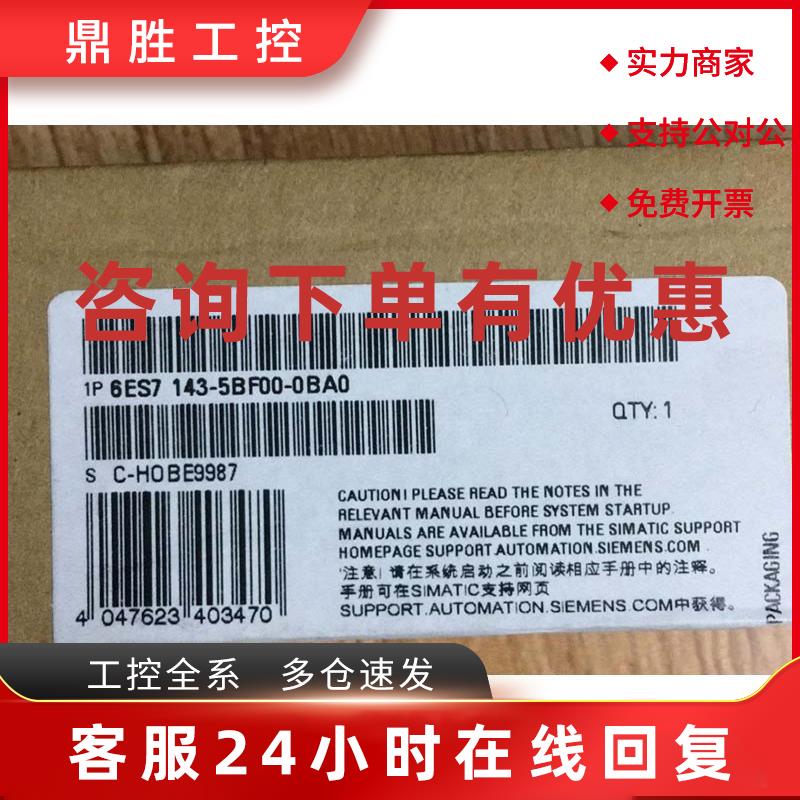 鼎胜工控
实力商家
支持公对公
免费开票
咨询下单有优惠
1P 6ES7 143-5BF00-0BA0
QTY: 1
S C-H0BE9987
CAUTION! PLEASE READ THE NOTES IN THE
RELEVANT MANUAL BEFORE SYSTEM STARTUP.
MANUALS ARE AVAILABLE FROM THE SIMATIC SUPPORT
HOMEPAGE SUPPORT.AUTOMATION.SIEMENS.COM .
'注意! 请在系统启动之前阅读相应手册中的注释。
手册可在SIMATIC支持网页
SUPPORT.AUTOMATION.SIEMENS.COM中获得。
PACKAGING
4 047623 403470
工控全系 多仓速发
客服24小时在线回复